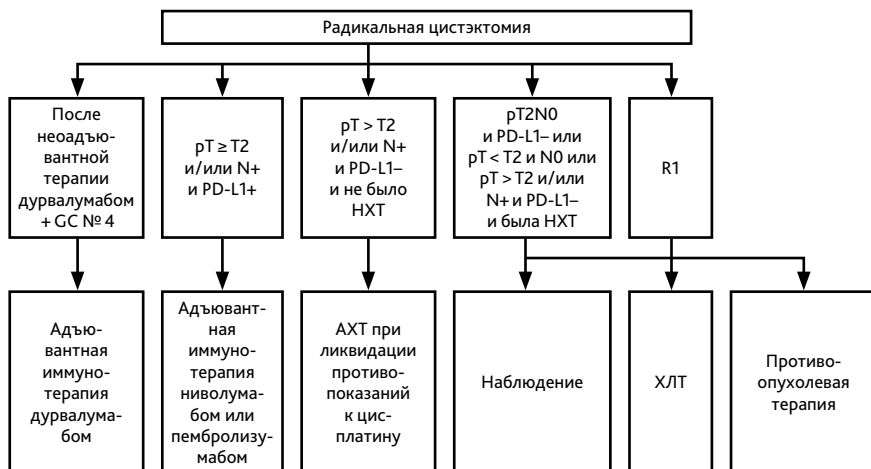 Радикальная цистэктомия
После
неоадъю-
вантной
терапии
дурвалумабом
+ GC № 4
pT ≥ T2
и/или N+
и PD-L1+
pT > T2
и/или N+
и PD-L1–
и не было
НХТ
pT2N0
и PD-L1– или
pT < T2 и N0 или
pT > T2 и/или
N+ и PD-L1–
и была НХТ
R1
Адъю-
вантная
иммуно-
терапия
дурвалума-
бом
Адъювант-
ная
иммуно-
терапия
ниволума-
бом или
пембролизу-
мабом
АХТ при
ликвидации
противо-
показаний
к цис-
платину
Наблюдение
ХЛТ
Противо-
опухолевая
терапия